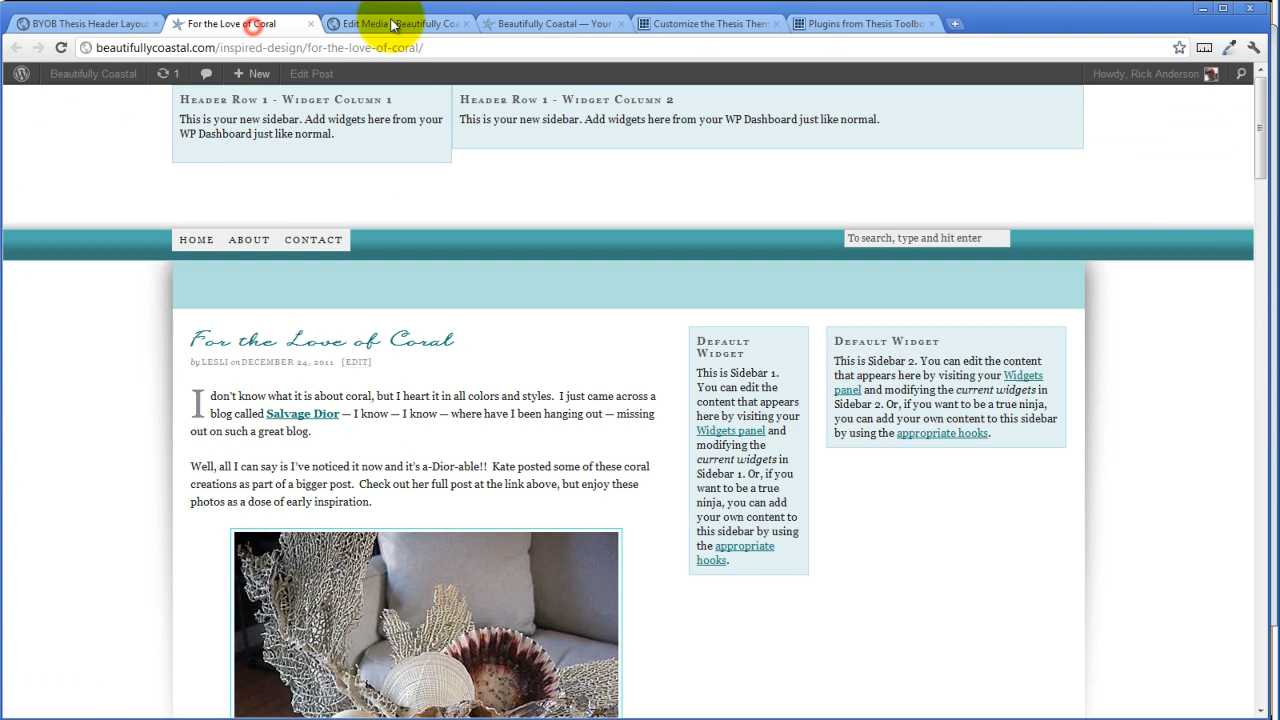 BYOB Thesis Header Layout
For the Love of Coral
Edit Media ‹ Beautifully Coa
Beautifully Coastal — Your
Customize the Thesis Them
Plugins from Thesis Toolbo
beautifullycoastal.com/inspired-design/for-the-love-of-coral/
Beautifully Coastal
1
+ New
Edit Post
Howdy, Rick Anderson
Header Row 1 - Widget Column 1
This is your new sidebar. Add widgets here from your
WP Dashboard just like normal.
Header Row 1 - Widget Column 2
This is your new sidebar. Add widgets here from your WP Dashboard just like normal.
HOME ABOUT CONTACT
To search, type and hit enter
For the Love of Coral
by LESLI on DECEMBER 24, 2011 [EDIT]
I don't know what it is about coral, but I heart it in all colors and styles. I just came across a
blog called Salvage Dior — I know — I know — where have I been hanging out — missing
out on such a great blog.
Well, all I can say is I've noticed it now and it's a-Dior-able!! Kate posted some of these coral
creations as part of a bigger post. Check out her full post at the link above, but enjoy these
photos as a dose of early inspiration.
Default
Widget
This is Sidebar 1.
You can edit the
content that appears
here by visiting your
Widgets panel and
modifying the
current widgets in
Sidebar 1. Or, if you
want to be a true
ninja, you can add
your own content to
this sidebar by using
the appropriate
hooks.
Default Widget
This is Sidebar 2. You can edit the content
that appears here by visiting your Widgets
panel and modifying the current widgets in
Sidebar 2. Or, if you want to be a true ninja,
you can add your own content to this sidebar
by using the appropriate hooks.